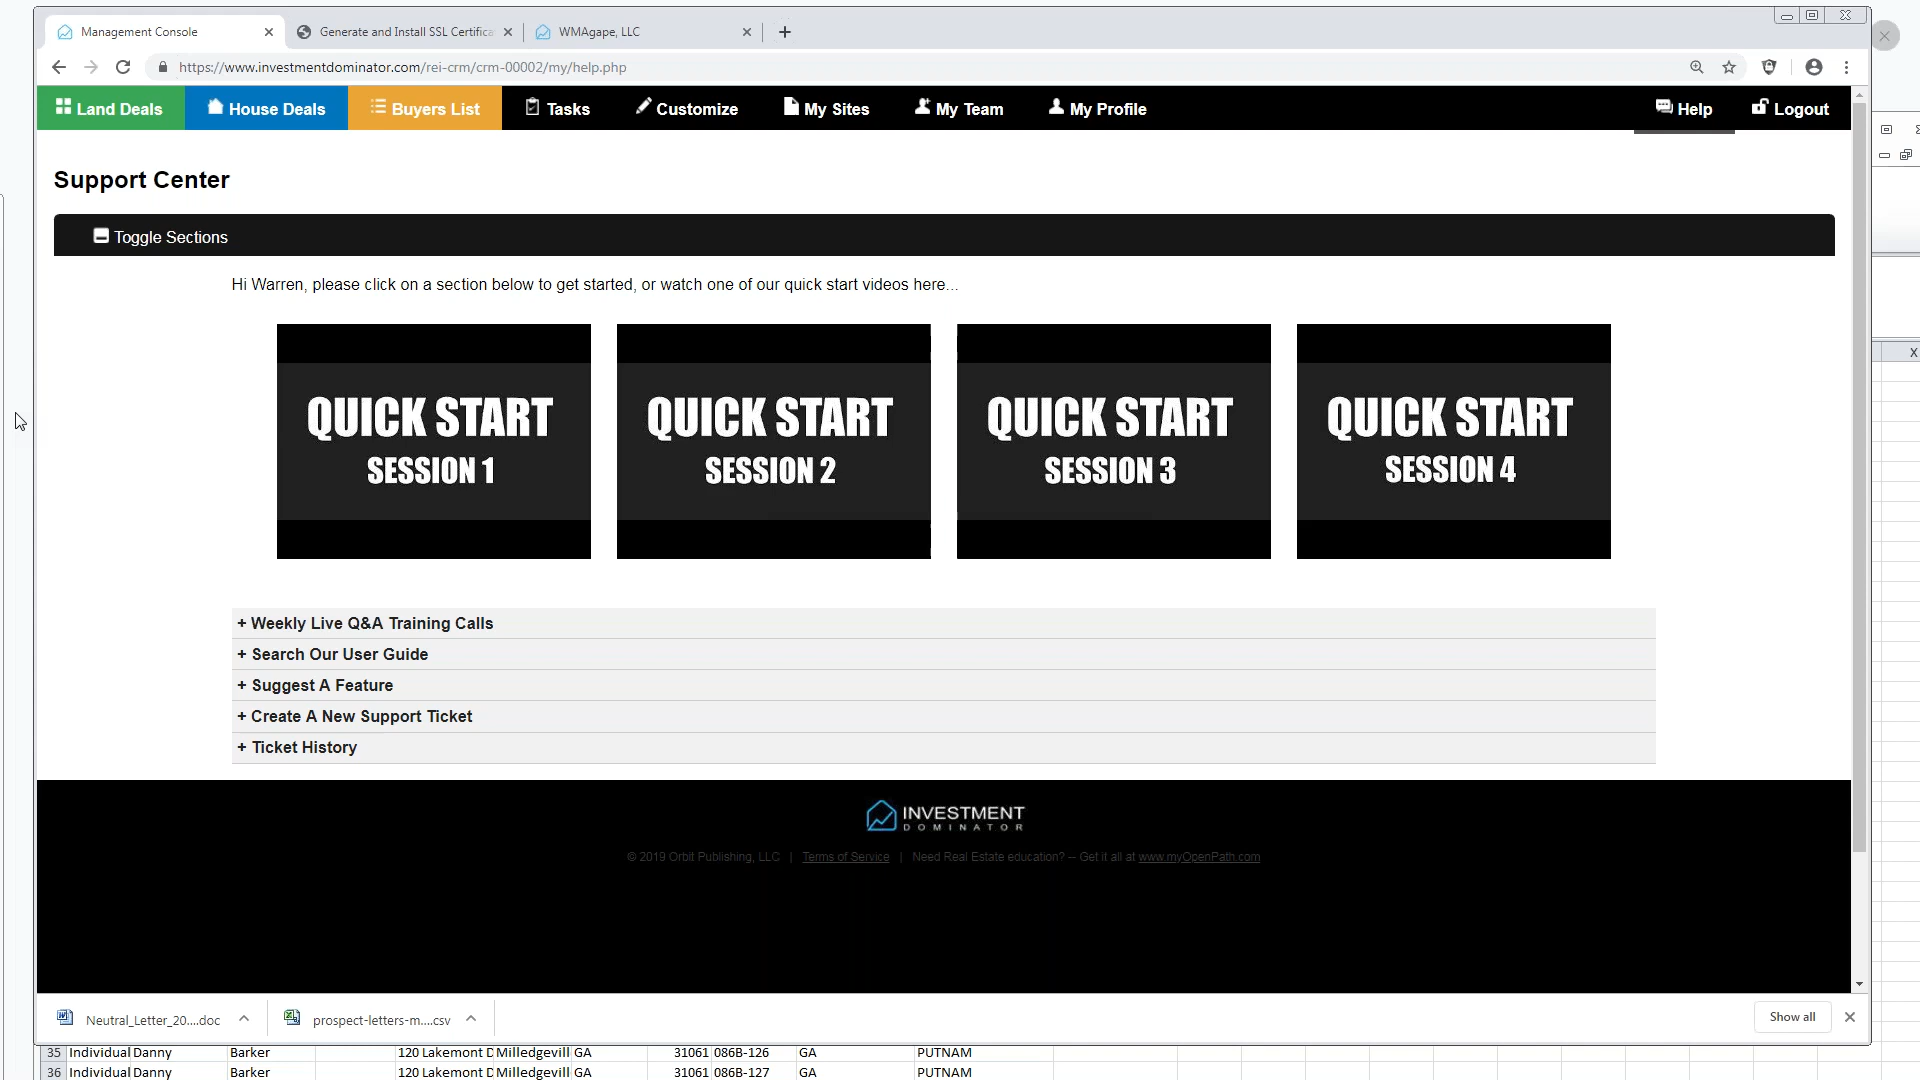 Management Console
Generate and Install SSL Certifica
WMAgape, LLC
https://www.investmentdominator.com/rei-crm/crm-00002/my/help.php
Land Deals
House Deals
Buyers List
Tasks
Customize
My Sites
My Team
My Profile
Help
Logout
Support Center
Toggle Sections
Hi Warren, please click on a section below to get started, or watch one of our quick start videos here...
QUICK START
SESSION 1
QUICK START
SESSION 2
QUICK START
SESSION 3
QUICK START
SESSION 4
+ Weekly Live Q&A Training Calls
+ Search Our User Guide
+ Suggest A Feature
+ Create A New Support Ticket
+ Ticket History
INVESTMENT
DOMINATOR
© 2019 Orbit Publishing, LLC | Terms of Service | Need Real Estate education? -- Get it all at www.myOpenPath.com
Neutral_Letter_20....doc
prospect-letters-m....csv
Show all
X
35 Individual Danny Barker 120 Lakemont D Milledgevill GA 31061 086B-126 GA PUTNAM
36 Individual Danny Barker 120 Lakemont D Milledgevill GA 31061 086B-127 GA PUTNAM